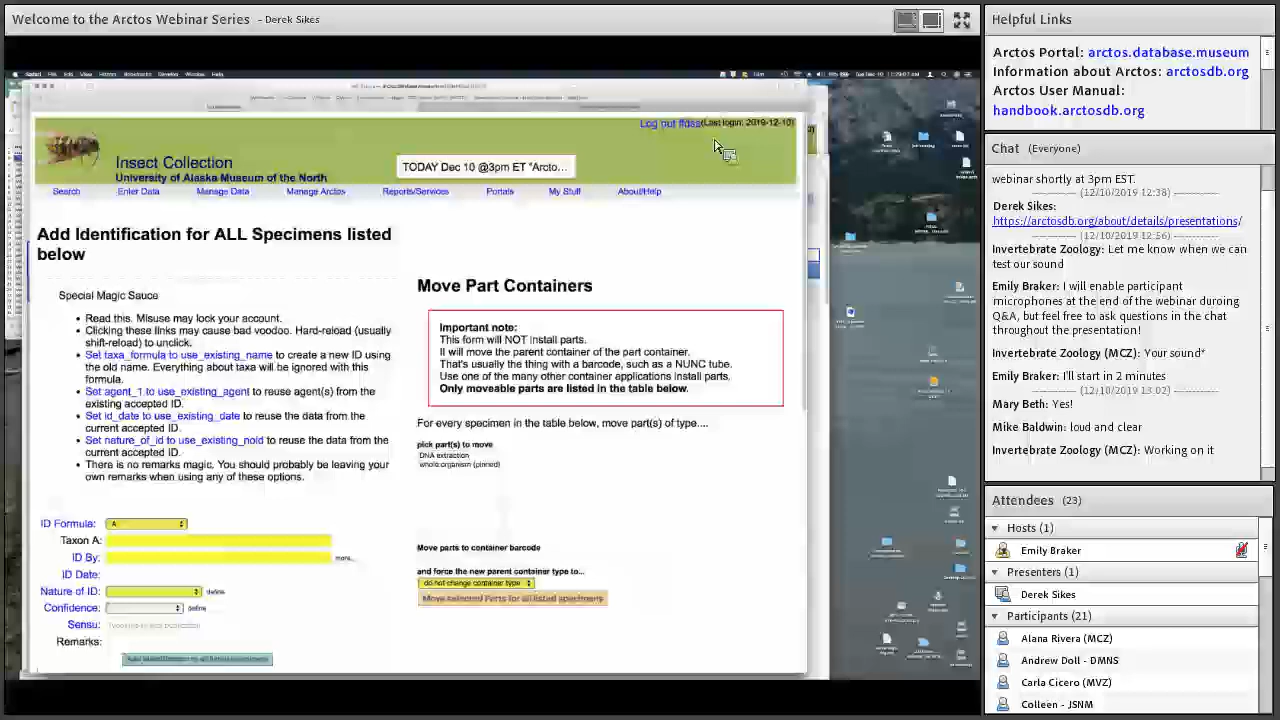 Welcome to the Arctos Webinar Series - Derek Sikes
Log out ffdss(Last login: 2019-12-10)
Insect Collection
University of Alaska Museum of the North
TODAY Dec 10 @3pm ET "Arcto...
Search Enter Data Manage Data Manage Arctos Reports/Services Portals My Stuff About/Help
Add Identification for ALL Specimens listed
below
Special Magic Sauce
Read this. Misuse may lock your account.
Clicking these links may cause bad voodoo. Hard-reload (usually
shift-reload) to unclick.
Set taxa_formula to use_existing_name to create a new ID using
the old name. Everything about taxa will be ignored with this
formula.
Set agent_1 to use_existing_agent to reuse agent(s) from the
existing accepted ID.
Set id_date to use_existing_date to reuse the data from the
current accepted ID.
Set nature_of_id to use_existing_noid to reuse the data from the
current accepted ID.
There is no remarks magic. You should probably be leaving your
own remarks when using any of these options.
ID Formula: A
Taxon A:
ID By: more...
ID Date:
Nature of ID: define
Confidence: define
Sensu:
Remarks:
Move Part Containers
Important note:
This form will NOT install parts.
It will move the parent container of the part container.
That's usually the thing with a barcode, such as a NUNC tube.
Use one of the many other container applications install parts.
Only moveable parts are listed in the table below.
For every specimen in the table below, move part(s) of type....
pick part(s) to move
DNA extraction
whole organism (pinned)
Move parts to container barcode
and force the new parent container type to...
do not change container type
Move selected Parts for all listed specimens
Helpful Links
Arctos Portal: arctos.database.museum
Information about Arctos: arctosdb.org
Arctos User Manual:
handbook.arctosdb.org
Chat (Everyone)
webinar shortly at 3pm EST.
(12/10/2019 12:38)
Derek Sikes:
https://arctosdb.org/about/details/presentations/
(12/10/2019 12:56)
Invertebrate Zoology: Let me know when we can
test our sound
Emily Braker: I will enable participant
microphones at the end of the webinar duroing
Q&A, but feel free to ask questions in the chat
throughout the presentation!
Invertebrate Zoology (MCZ): Your sound*
Emily Braker: I'll start in 2 minutes
(12/10/2019 13:02)
Mary Beth: Yes!
Mike Baldwin: loud and clear
Invertebrate Zoology (MCZ): Working on it
Attendees (23)
Hosts (1)
Emily Braker
Presenters (1)
Derek Sikes
Participants (21)
Alana Rivera (MCZ)
Andrew Doll - DMNS
Carla Cicero (MVZ)
Colleen - JSNM